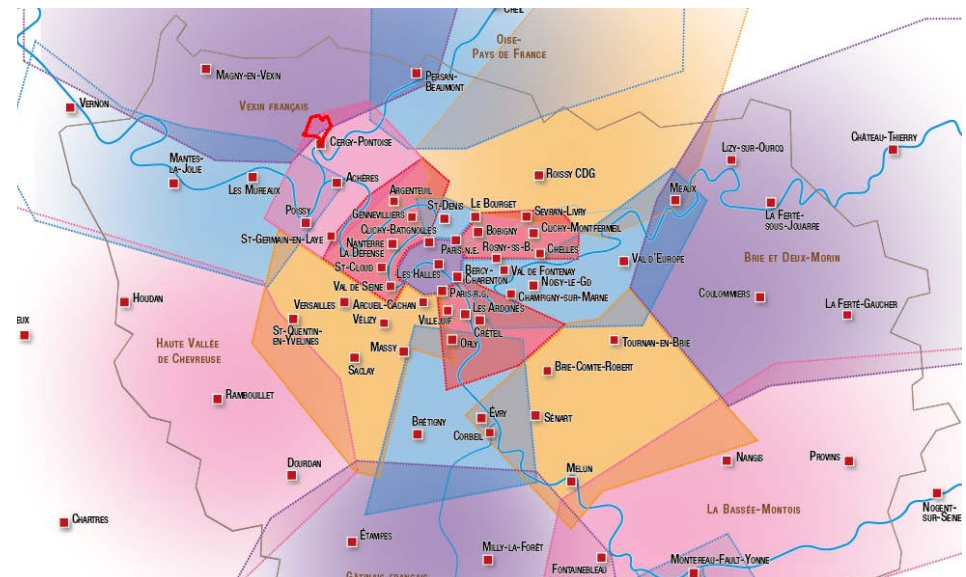 CREIL
OISE-
PAYS DE FRANCE
MAGNY-EN-VEXIN
PERSAN-
BEAUMONT
VERNON
VEXIN FRANÇAIS
CERGY-PONTOISE
CHÂTEAU-THIERRY
LIZY-SUR-OURCQ
MANTES-
LA-JOLIE
LES MUREAUX
ACHÈRES
ROISSY CDG
ARGENTEUIL
MEAUX
LA FERTÉ-
SOUS-JOUARRE
POISSY
GENNEVILLIERS
ST-DENIS
LE BOURGET
SEVRAN-LIVRY
CLICHY-BATIGNOLLES
BOBIGNY
CLICHY-MONTFERMEIL
ST-GERMAIN-EN-LAYE
NANTERRE
LA DÉFENSE
PARIS N.E.
ROSNY-SS-B.
CHELLES
BRIE ET DEUX-MORIN
ST-CLOUD
LES HALLES
BERCY-
CHARENTON
VAL DE FONTENAY
VAL D'EUROPE
NOISY-LE-GD
VAL DE SEINE
PARIS R.G.
CHAMPIGNY-SUR-MARNE
COULOMMIERS
HOUDAN
VERSAILLES
ARCUEIL-CACHAN
LA FERTÉ-GAUCHER
VÉLIZY
VILLEJUIF
LES ARDOINES
CRÉTEIL
EUX
ST-QUENTIN-
EN-YVELINES
HAUTE VALLÉE
DE CHEVREUSE
MASSY
ORLY
TOURNAN-EN-BRIE
SACLAY
BRIE-COMTE-ROBERT
RAMBOUILLET
BRÉTIGNY
ÉVRY
SÉNART
CORBEIL
DOURDAN
MELUN
NANGIS
PROVINS
CHARTRES
LA BASSÉE-MONTOIS
NOGENT-
SUR-SEINE
ÉTAMPES
MILLY-LA-FORÊT
FONTAINEBLEAU
MONTEREAU-FAULT-YONNE
GÂTINAIS FRANÇAIS